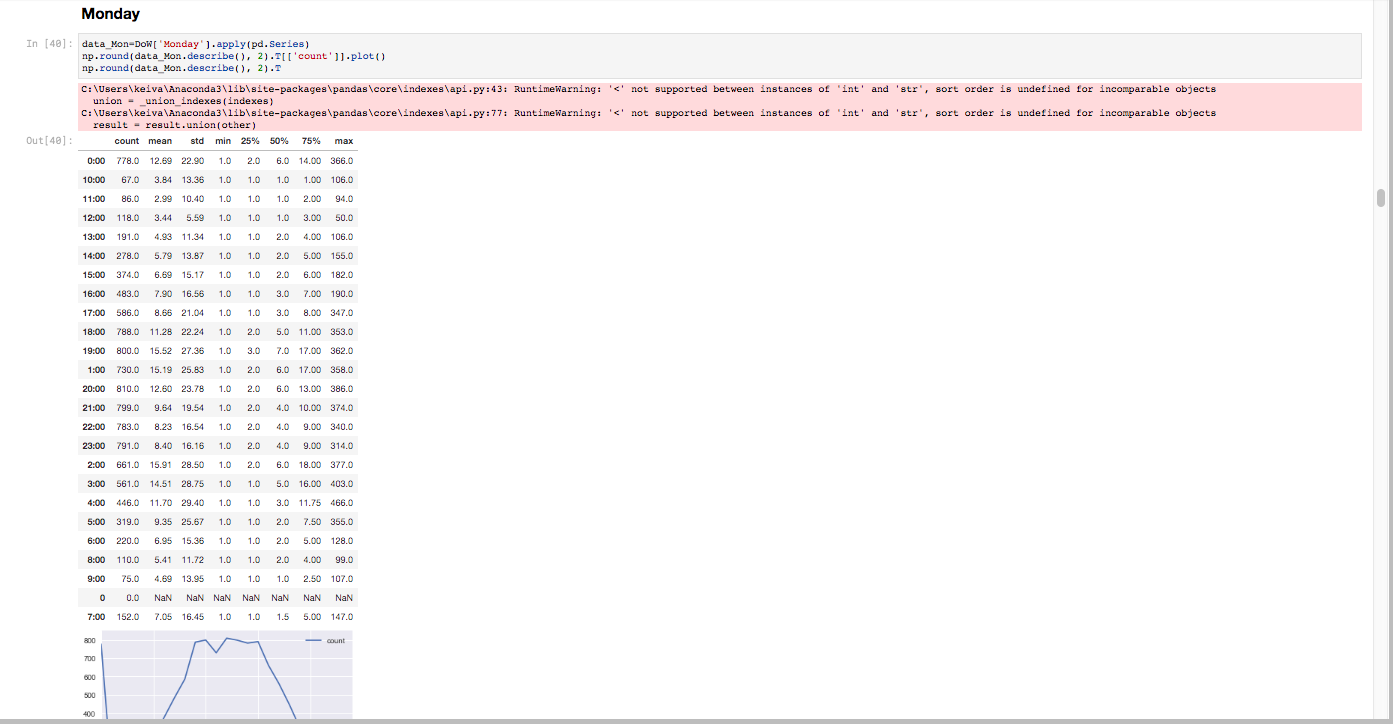 Monday
In [40]:
data_Mon=DoW['Monday'].apply(pd.Series)
np.round(data_Mon.describe(), 2).T[['count']].plot()
np.round(data_Mon.describe(), 2).T
C:\Users\keiva\Anaconda3\lib\site-packages\pandas\core\indexes\api.py:43: RuntimeWarning: '<' not supported between instances of 'int' and 'str', sort order is undefined for incomparable objects
union = _union_indexes(indexes)
C:\Users\keiva\Anaconda3\lib\site-packages\pandas\core\indexes\api.py:77: RuntimeWarning: '<' not supported between instances of 'int' and 'str', sort order is undefined for incomparable objects
result = result.union(other)
Out[40]:
count mean std min 25% 50% 75% max
0:00 778.0 12.69 22.90 1.0 2.0 6.0 14.00 366.0
10:00 67.0 3.84 13.36 1.0 1.0 1.0 1.00 106.0
11:00 86.0 2.99 10.40 1.0 1.0 1.0 2.00 94.0
12:00 118.0 3.44 5.59 1.0 1.0 1.0 3.00 50.0
13:00 191.0 4.93 11.34 1.0 1.0 2.0 4.00 106.0
14:00 278.0 5.79 13.87 1.0 1.0 2.0 5.00 155.0
15:00 374.0 6.69 15.17 1.0 1.0 2.0 6.00 182.0
16:00 483.0 7.90 16.56 1.0 1.0 3.0 7.00 190.0
17:00 586.0 8.66 21.04 1.0 1.0 3.0 8.00 347.0
18:00 788.0 11.28 22.24 1.0 2.0 5.0 11.00 353.0
19:00 800.0 15.52 27.36 1.0 3.0 7.0 17.00 362.0
1:00 730.0 15.19 25.83 1.0 2.0 6.0 17.00 358.0
20:00 810.0 12.60 23.78 1.0 2.0 6.0 13.00 386.0
21:00 799.0 9.64 19.54 1.0 2.0 4.0 10.00 374.0
22:00 783.0 8.23 16.54 1.0 2.0 4.0 9.00 340.0
23:00 791.0 8.40 16.16 1.0 2.0 4.0 9.00 314.0
2:00 661.0 15.91 28.50 1.0 2.0 6.0 18.00 377.0
3:00 561.0 14.51 28.75 1.0 1.0 5.0 16.00 403.0
4:00 446.0 11.70 29.40 1.0 1.0 3.0 11.75 466.0
5:00 319.0 9.35 25.67 1.0 1.0 2.0 7.50 355.0
6:00 220.0 6.95 15.36 1.0 1.0 2.0 5.00 128.0
8:00 110.0 5.41 11.72 1.0 1.0 2.0 4.00 99.0
9:00 75.0 4.69 13.95 1.0 1.0 1.0 2.50 107.0
0 0.0 NaN NaN NaN NaN NaN NaN NaN
7:00 152.0 7.05 16.45 1.0 1.0 1.5 5.00 147.0
800
count
700
600
500
400